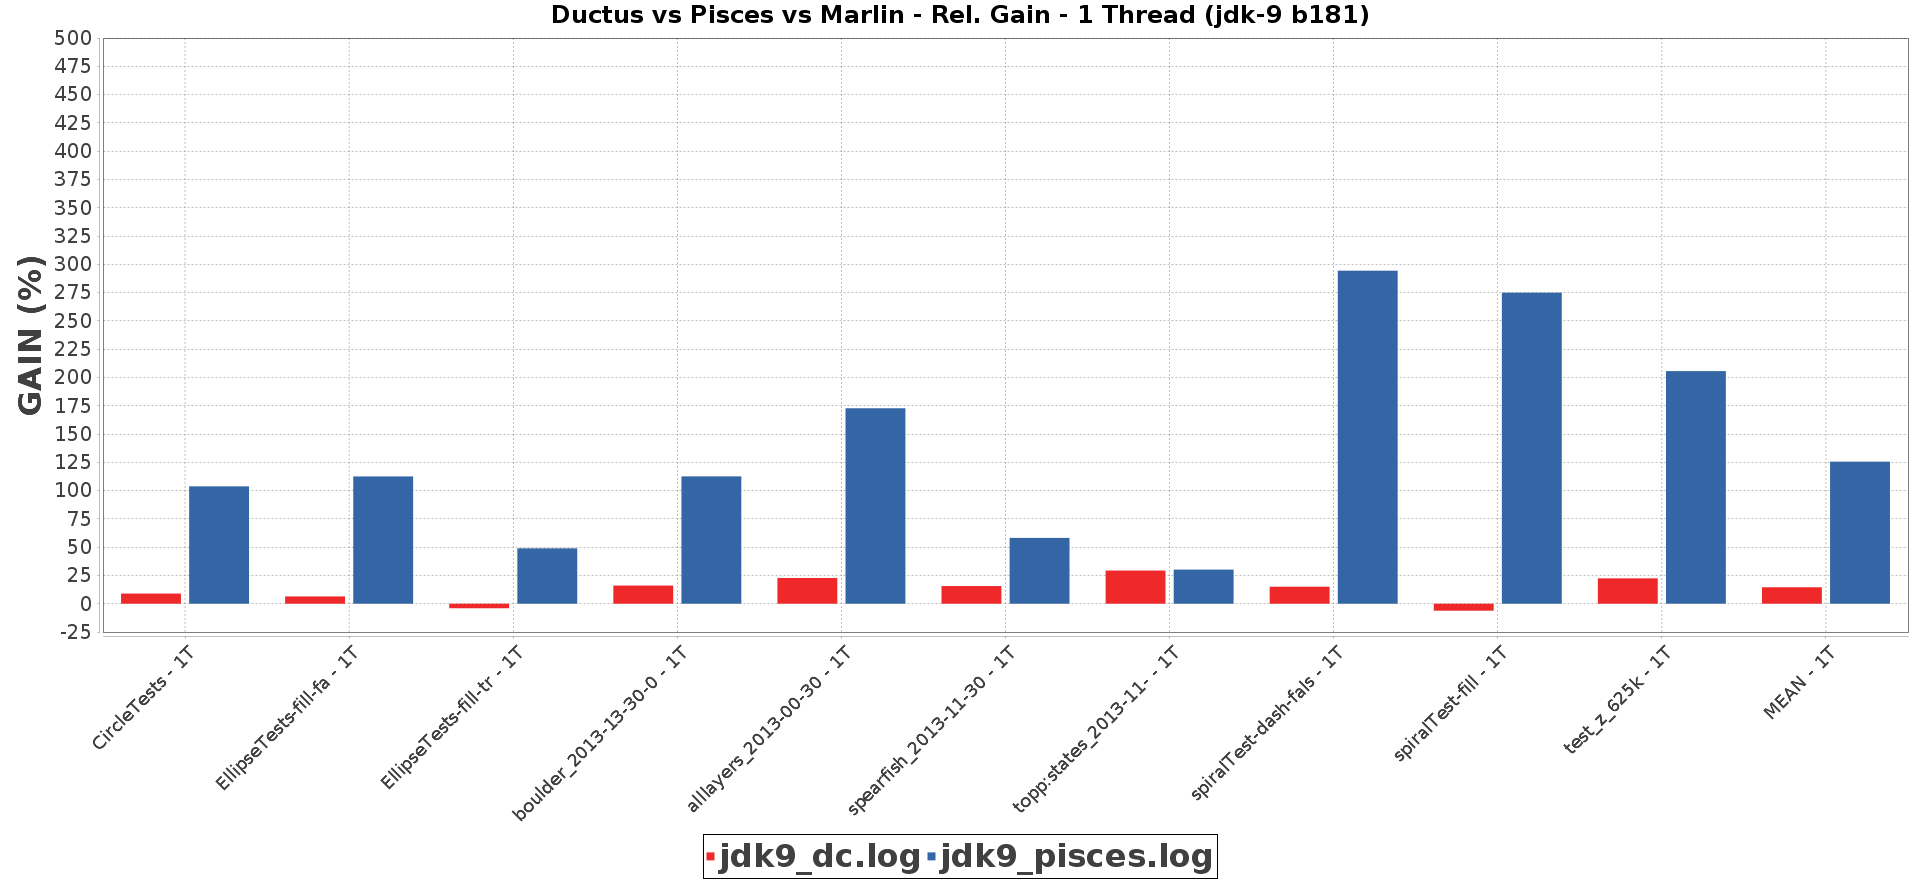 Ductus vs Pisces vs Marlin - Rel. Gain - 1 Thread (jdk-9 b181)
GAIN (%)
500
475
450
425
400
375
350
325
300
275
250
225
200
175
150
125
100
75
50
25
0
-25
CircleTests - 1T
EllipseTests-fill-fa - 1T
EllipseTests-fill-tr - 1T
boulder_2013-13-30-0 - 1T
alllayers_2013-00-30 - 1T
spearfish_2013-11-30 - 1T
topp:states_2013-11- - 1T
spiralTest-dash-fals - 1T
spiralTest-fill - 1T
test_z_625k - 1T
MEAN - 1T
jdk9_dc.log jdk9_pisces.log